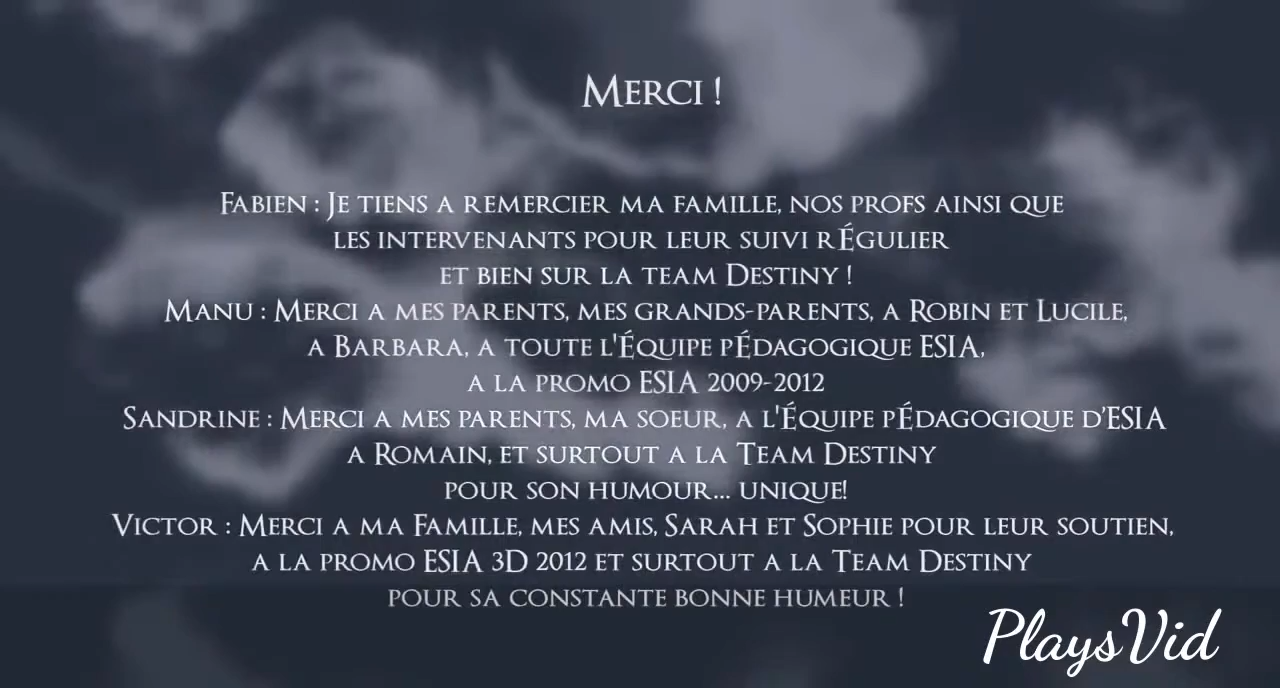 Merci !
Fabien : Je tiens a remercier ma famille, nos profs ainsi que
les intervenants pour leur suivi rÉgulier
et bien sur la team Destiny !
Manu : Merci a mes parents, mes grands-parents, a Robin et Lucile,
a Barbara, a toute l'Équipe pÉdagogique ESIA,
a la promo ESIA 2009-2012
Sandrine : Merci a mes parents, ma soeur, a l'Équipe pÉdagogique d'ESIA
a Romain, et surtout a la Team Destiny
pour son humour... unique!
Victor : Merci a ma Famille, mes amis, Sarah et Sophie pour leur soutien,
a la promo ESIA 3D 2012 et surtout a la Team Destiny
pour sa constante bonne humeur !
PlaysVid